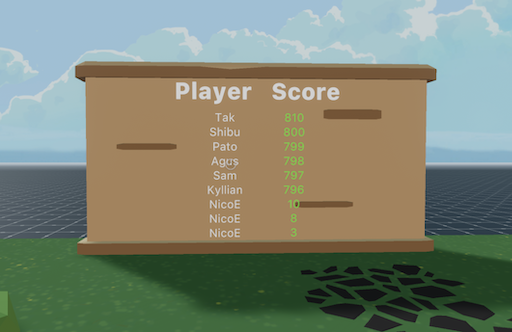 Player Score
Tak 810
Shibu 800
Pato 799
Agus 798
Sam 797
Kyllian 796
NicoE 10
NicoE 8
NicoE 3